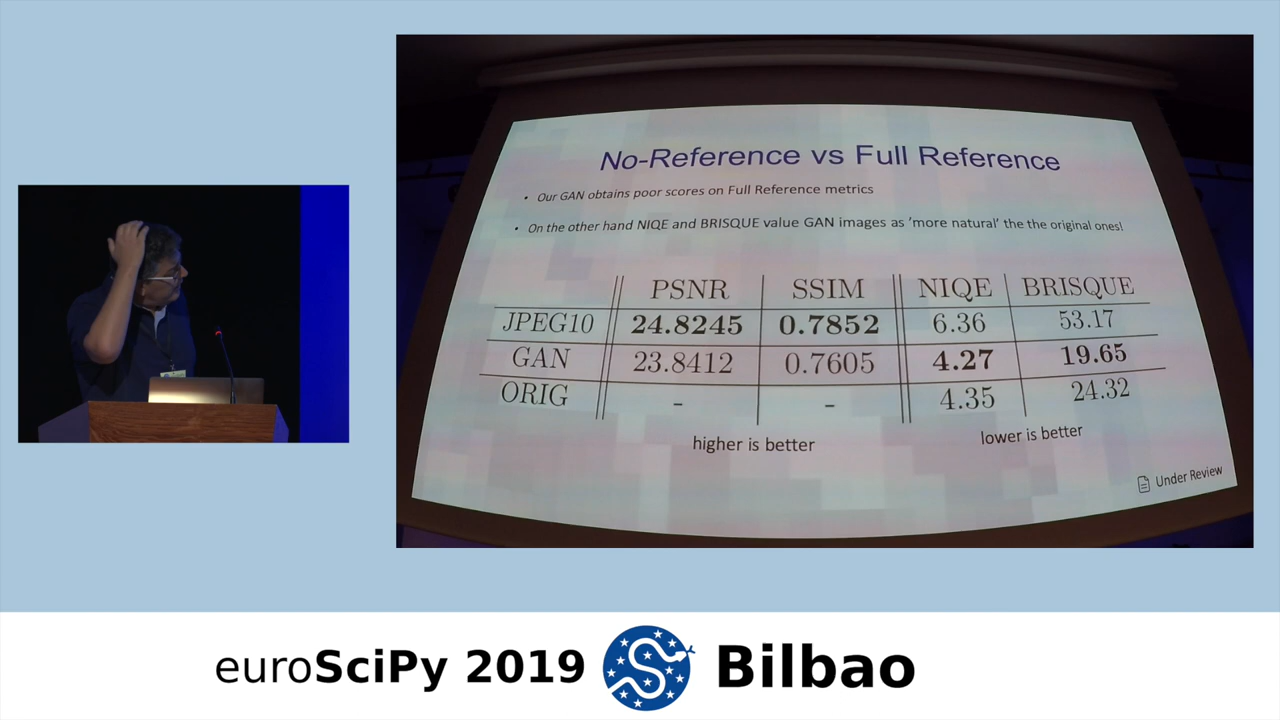 No-Reference vs Full Reference
• Our GAN obtains poor scores on Full Reference metrics
• On the other hand NIQE and BRISQUE value GAN images as 'more natural' the the original ones!
PSNR SSIM NIQE BRISQUE
JPEG10 24.8245 0.7852 6.36 53.17
GAN 23.8412 0.7605 4.27 19.65
ORIG - - 4.35 24.32
higher is better lower is better
Under Review
euroSciPy 2019 Bilbao